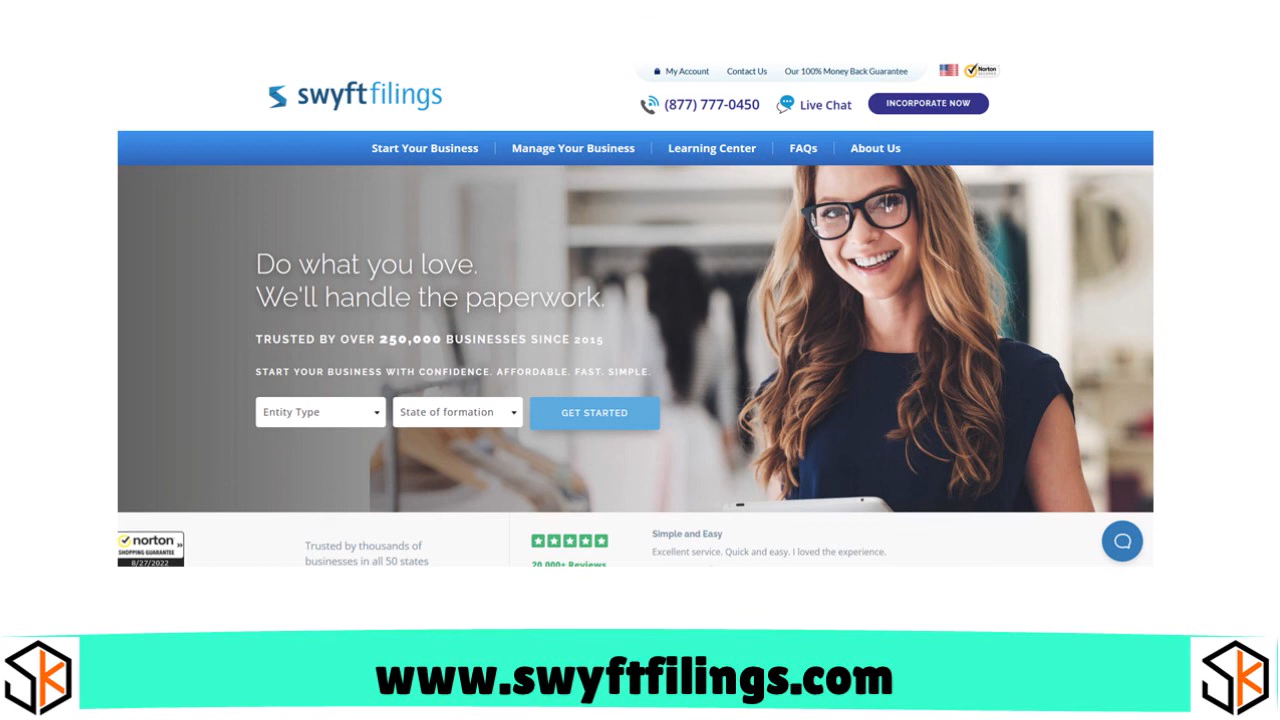 My Account
Contact Us
Our 100% Money Back Guarantee
Norton
SECURED
swyftfilings
(877) 777-0450
Live Chat
INCORPORATE NOW
Start Your Business
Manage Your Business
Learning Center
FAQs
About Us
Do what you love.
We'll handle the paperwork.
TRUSTED BY OVER 250,000 BUSINESSES SINCE 2015
START YOUR BUSINESS WITH CONFIDENCE. AFFORDABLE. FAST. SIMPLE.
Entity Type
State of formation
GET STARTED
norton
SHOPPING GUARANTEE
8/27/2022
Trusted by thousands of
businesses in all 50 states
20,000+ Reviews
Simple and Easy
Excellent service. Quick and easy. I loved the experience.
SK
www.swyftfilings.com
SK